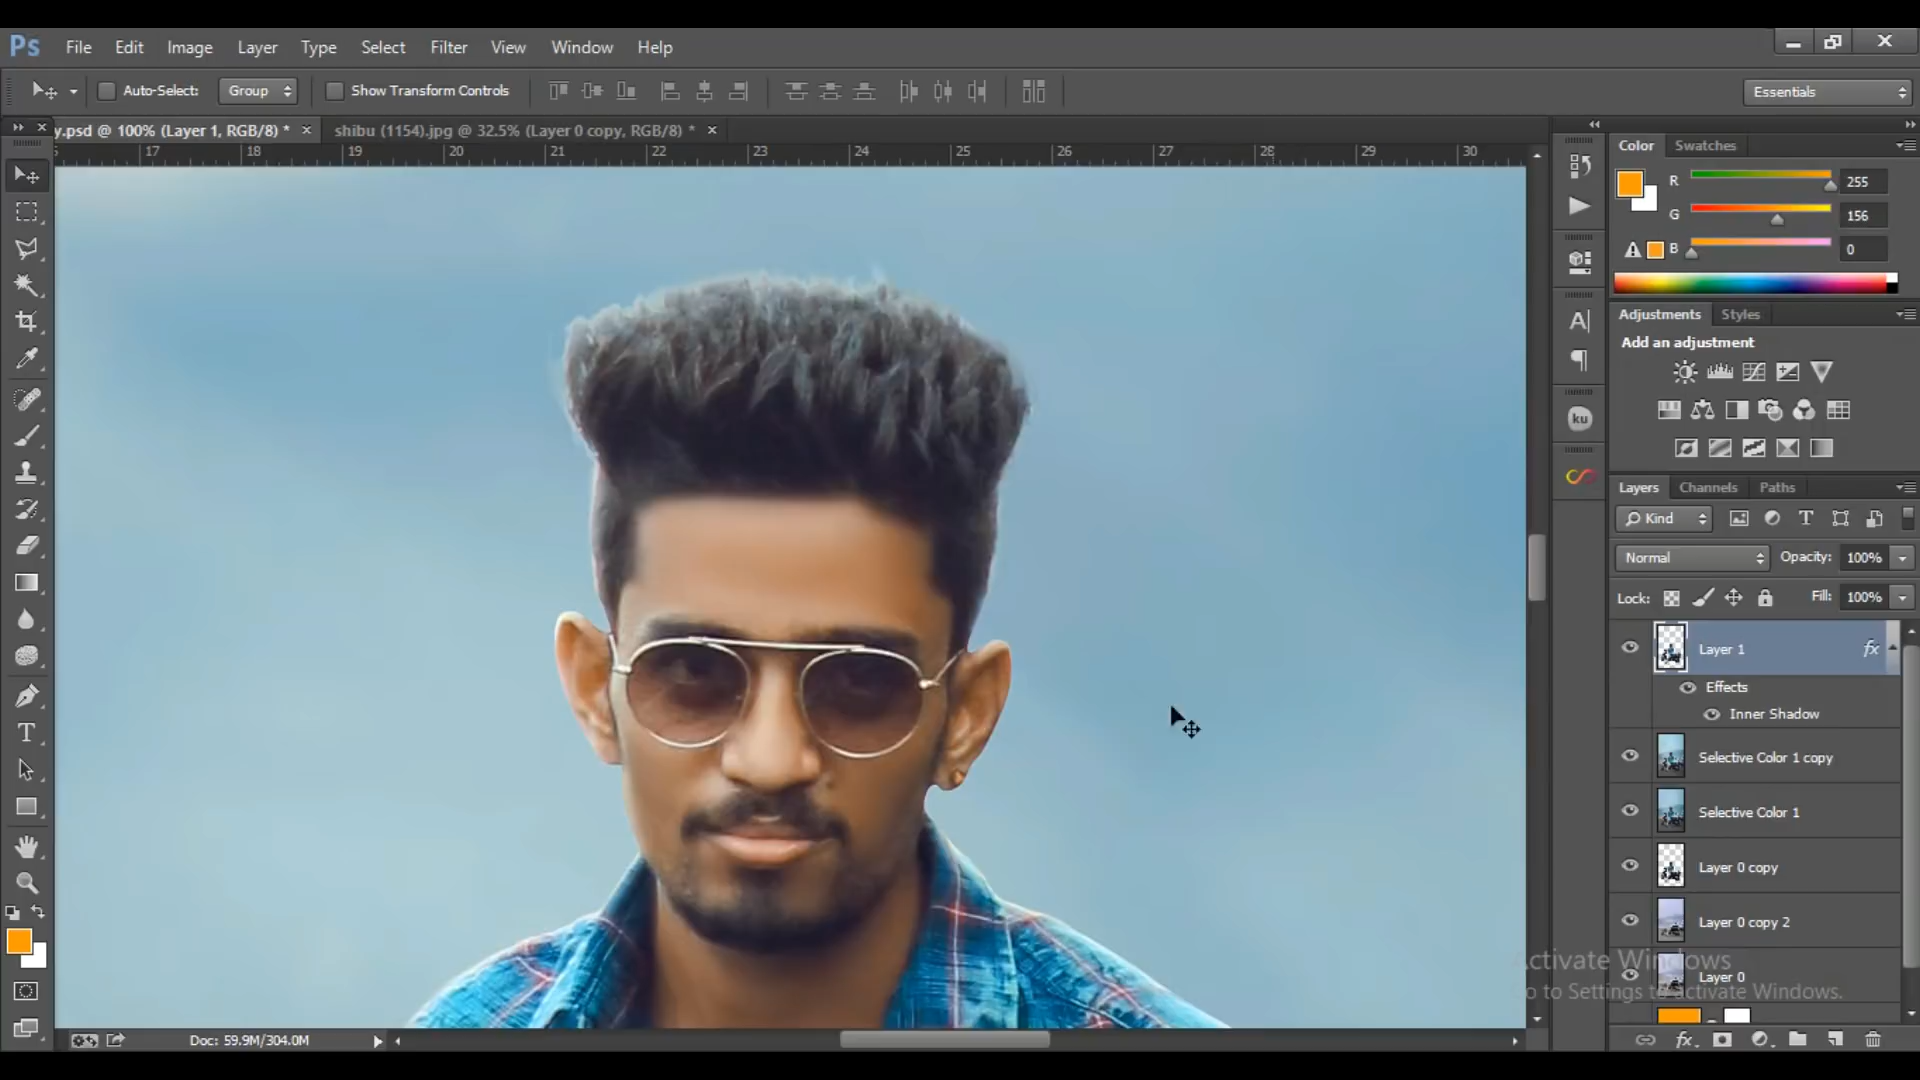 Ps File Edit Image Layer Type Select Filter View Window Help
Auto-Select: Group Show Transform Controls Essentials
y.psd @ 100% (Layer 1, RGB/8) * × shibu (1154).jpg @ 32.5% (Layer 0 copy, RGB/8) * ×
17 18 19 20 21 22 23 24 25 26 27 28 29 30
Color Swatches
R 255
G 156
B 0
Adjustments Styles
Add an adjustment
ku
Layers Channels Paths
Kind
Normal Opacity: 100%
Lock: Fill: 100%
Layer 1 fx
Effects
Inner Shadow
Selective Color 1 copy
Selective Color 1
Layer 0 copy
Layer 0 copy 2
Activate Windows
Layer 0
Go to Settings to activate Windows.
Doc: 59.9M/304.0M
fx